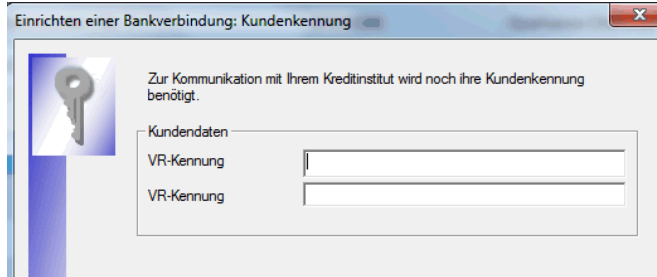 Einrichten einer Bankverbindung: Kundenkennung
Zur Kommunikation mit Ihrem Kreditinstitut wird noch ihre Kundenkennung
benötigt.
Kundendaten
VR-Kennung
VR-Kennung